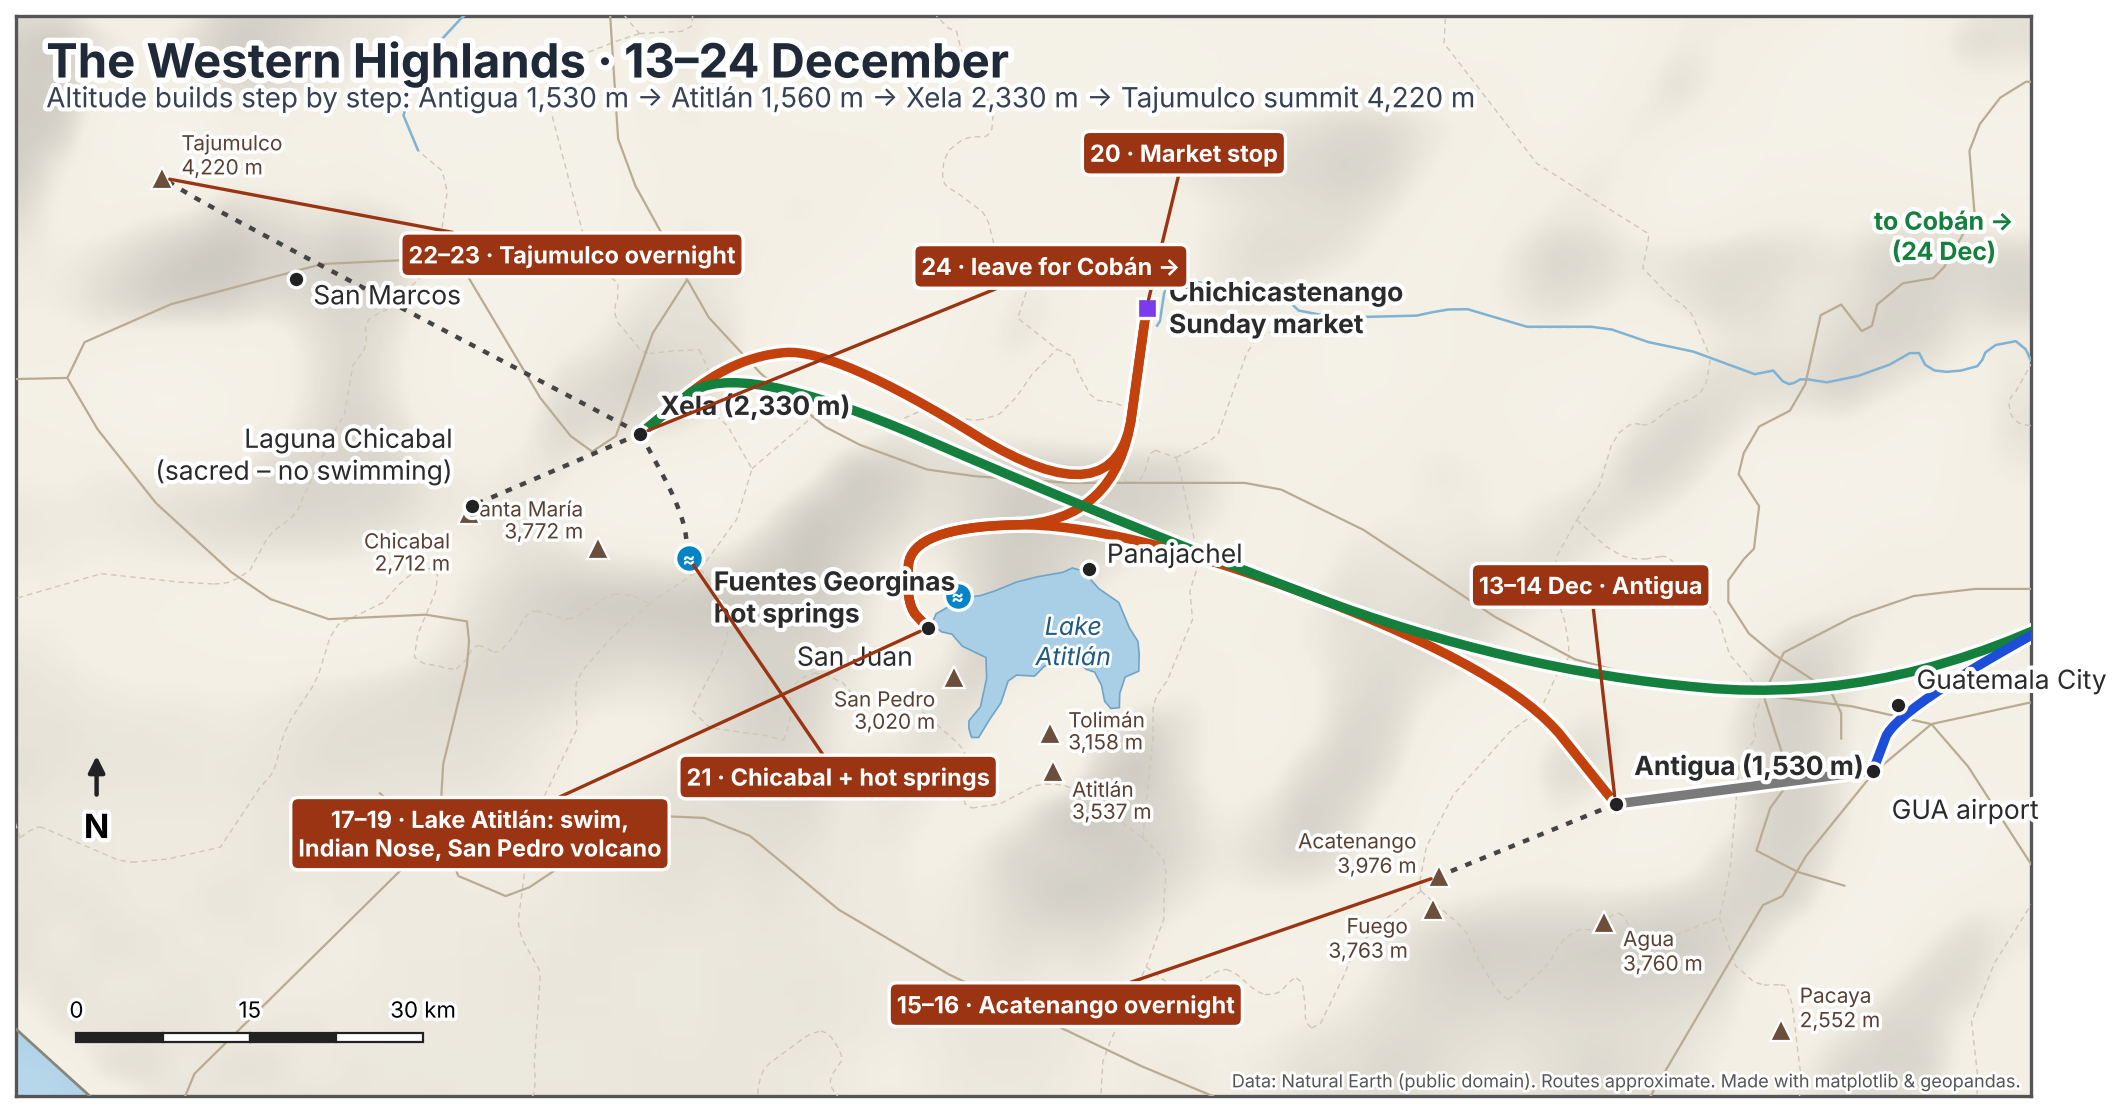 The Western Highlands · 13–24 December
Altitude builds step by step: Antigua 1,530 m → Atitlán 1,560 m → Xela 2,330 m → Tajumulco summit 4,220 m
Tajumulco
4,220 m
20 · Market stop
to Cobán →
(24 Dec)
22–23 · Tajumulco overnight
24 · leave for Cobán →
San Marcos
Chichicastenango
Sunday market
Xela (2,330 m)
Laguna Chicabal
(sacred – no swimming)
anta María
3,772 m
Chicabal
2,712 m
Panajachel
Fuentes Georginas
hot springs
13–14 Dec · Antigua
Lake
Atitlán
San Juan
San Pedro
3,020 m
Guatemala City
Tolimán
3,158 m
21 · Chicabal + hot springs
Antigua (1,530 m)
Atitlán
3,537 m
GUA airport
17–19 · Lake Atitlán: swim,
Indian Nose, San Pedro volcano
N
Acatenango
3,976 m
Fuego
3,763 m
Agua
3,760 m
15–16 · Acatenango overnight
Pacaya
2,552 m
0 15 30 km
Data: Natural Earth (public domain). Routes approximate. Made with matplotlib & geopandas.